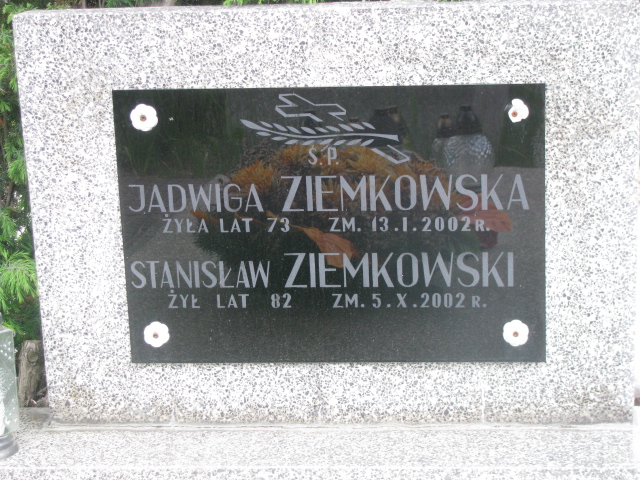 Ś.P.
JADWIGA ZIEMKOWSKA
ŻYŁA LAT 73 ZM. 13.I.2002R.
STANISŁAW ZIEMKOWSKI
ŻYŁ LAT 82 ZM. 5.X.2002R.